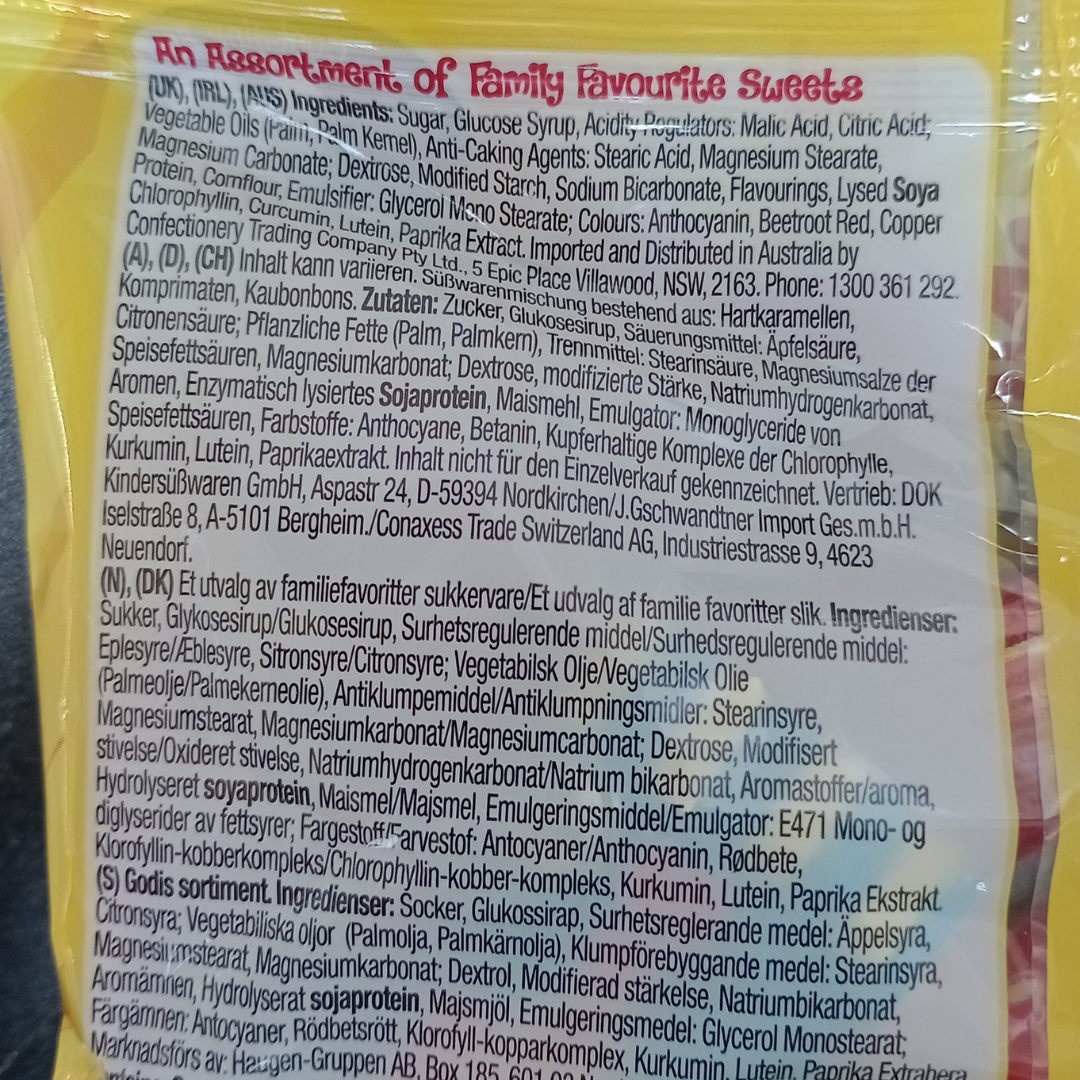 An Assortment of Family Favourite Sweets
(UK), (IRL), (AUS) Ingredients: Sugar, Glucose Syrup, Acidity Regulators: Malic Acid, Citric Acid;
Vegetable Oils (Palm, Palm Kernel), Anti-Caking Agents: Stearic Acid, Magnesium Stearate,
Magnesium Carbonate; Dextrose, Modified Starch, Sodium Bicarbonate, Flavourings, Lysed Soya
Protein, Cornflour, Emulsifier: Glycerol Mono Stearate; Colours: Anthocyanin, Beetroot Red, Copper
Chlorophyllin, Curcumin, Lutein, Paprika Extract. Imported and Distributed in Australia by
Confectionery Trading Company Pty Ltd., 5 Epic Place Villawood, NSW, 2163. Phone: 1300 361 292.
(A), (D), (CH) Inhalt kann variieren. Süßwarenmischung bestehend aus: Hartkaramellen,
Komprimaten, Kaubonbons. Zutaten: Zucker, Glukosesirup, Säuerungsmittel: Äpfelsäure,
Citronensäure; Pflanzliche Fette (Palm, Palmkern), Trennmittel: Stearinsäure, Magnesiumsalze der
Speisefettsäuren, Magnesiumkarbonat; Dextrose, modifizierte Stärke, Natriumhydrogenkarbonat,
Aromen, Enzymatisch lysiertes Sojaprotein, Maismehl, Emulgator: Monoglyceride von
Speisefettsäuren, Farbstoffe: Anthocyane, Betanin, Kupferhaltige Komplexe der Chlorophylle,
Kurkumin, Lutein, Paprikaextrakt. Inhalt nicht für den Einzelverkauf gekennzeichnet. Vertrieb: DOK
Kindersüßwaren GmbH, Aspastr 24, D-59394 Nordkirchen/J.Gschwandtner Import Ges.m.b.H.
Iselstraße 8, A-5101 Bergheim./Conaxess Trade Switzerland AG, Industriestrasse 9, 4623
Neuendorf.
(N), (DK) Et utvalg av familiefavoritter sukkervare/Et udvalg af familie favoritter slik. Ingredienser:
Sukker, Glykosesirup/Glukosesirup, Surhetsregulerende middel/Surhedsregulerende middel:
Eplesyre/Æblesyre, Sitronsyre/Citronsyre; Vegetabilsk Olje/Vegetabilsk Olie
(Palmeolje/Palmekerneolie), Antiklumpemiddel/Antiklumpningsmidler: Stearinsyre,
Magnesiumstearat, Magnesiumkarbonat/Magnesiumcarbonat; Dextrose, Modifisert
stivelse/Oxideret stivelse, Natriumhydrogenkarbonat/Natrium bikarbonat, Aromastoffer/aroma,
Hydrolyseret soyaprotein, Maismel/Majsmel, Emulgeringsmiddel/Emulgator: E471 Mono- og
diglyserider av fettsyrer; Fargestoff/Farvestof: Antocyaner/Anthocyanin, Rødbete,
Klorofyllin-kobberkompleks/Chlorophyllin-kobber-kompleks, Kurkumin, Lutein, Paprika Ekstrakt.
(S) Godis sortiment. Ingredienser: Socker, Glukossirap, Surhetsreglerande medel: Äppelsyra,
Citronsyra; Vegetabiliska oljor (Palmolja, Palmkärnolja), Klumpförebyggande medel: Stearinsyra,
Magnesiumstearat, Magnesiumkarbonat; Dextrol, Modifierad stärkelse, Natriumbikarbonat,
Aromämnen, Hydrolyserat sojaprotein, Majsmjöl, Emulgeringsmedel: Glycerol Monostearat;
Färgämnen: Antocyaner, Rödbetsrött, Klorofyll-kopparkomplex, Kurkumin, Lutein, Paprika Extrahera
Marknadsförs av: Haugen-Gruppen AB, Box 185, 601